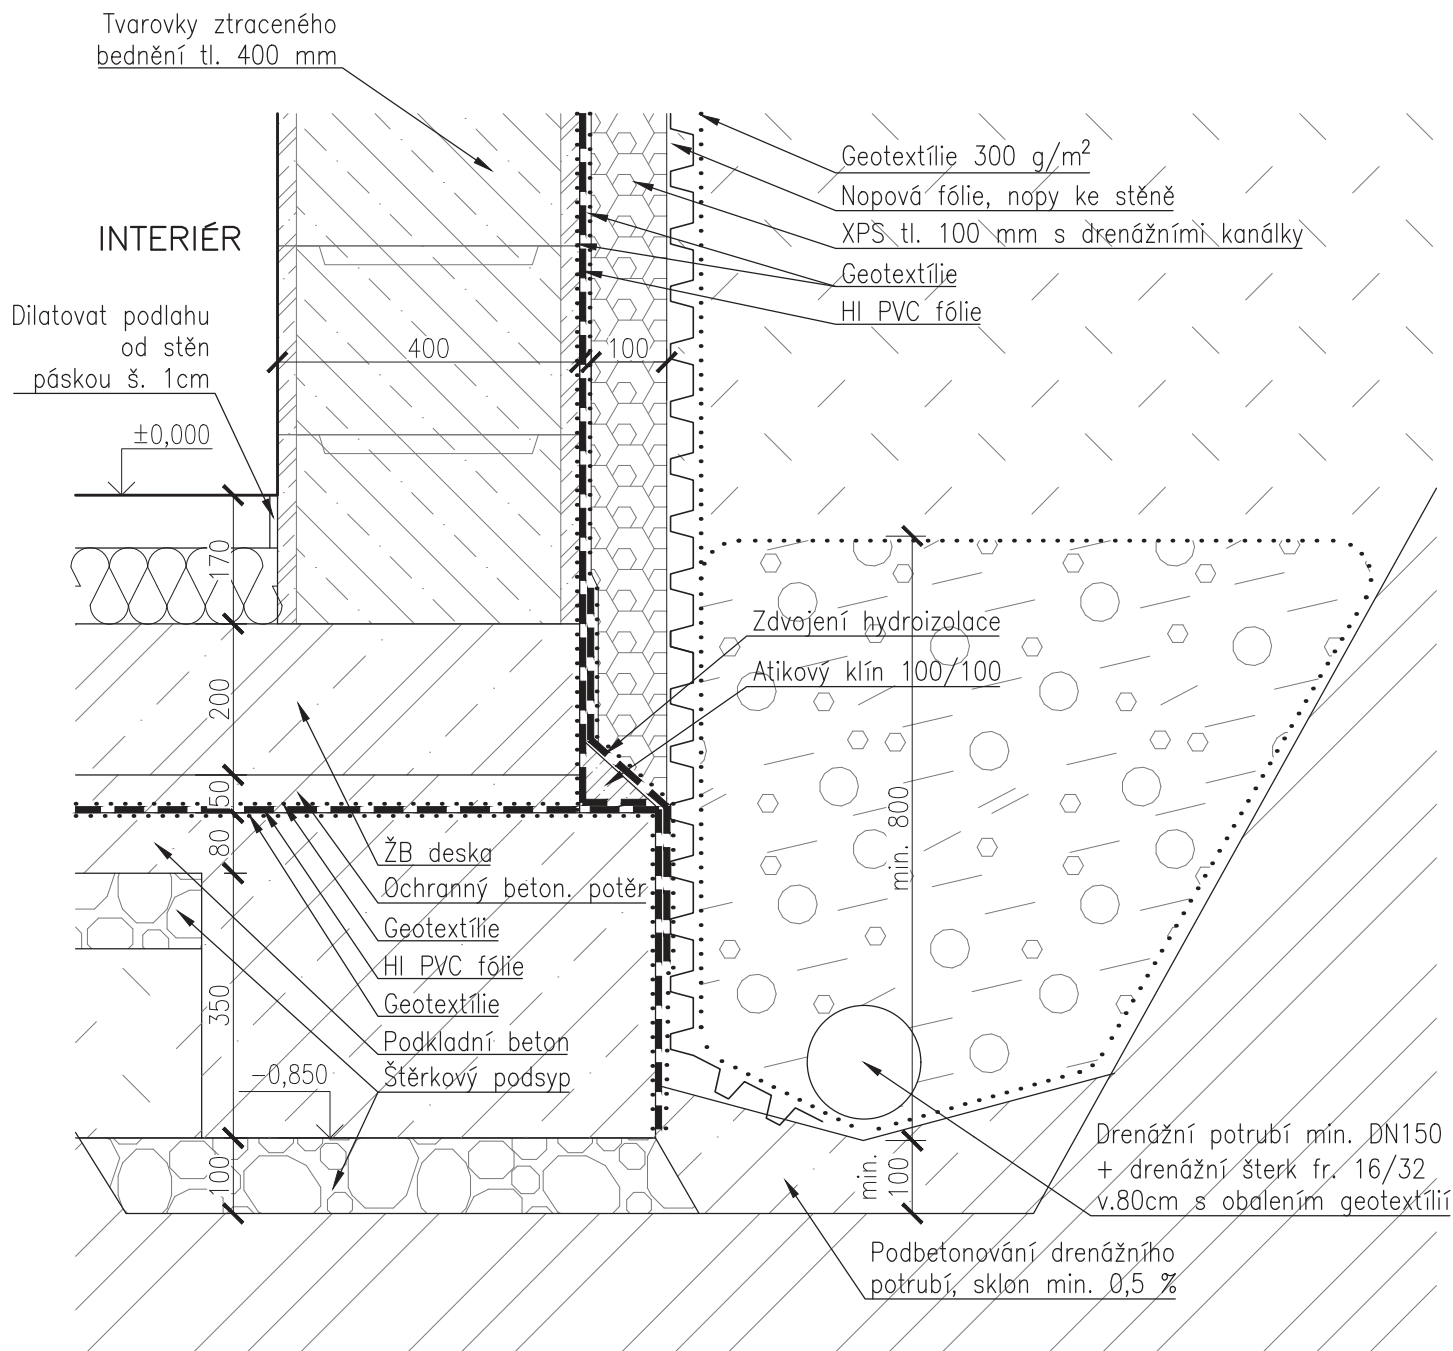 Tvarovky ztraceného
bednění tl. 400 mm
Geotextílie 300 g/m²
Nopová fólie, nopy ke stěně
XPS tl. 100 mm s drenážními kanálky
Geotextílie
HI PVC fólie
INTERIÉR
Dilatovat podlahu
od stěn
páskou š. 1cm
400
100
±0,000
170
200
50
80
350
100
Zdvojení hydroizolace
Atikový klín 100/100
min. 800
ŽB deska
Ochranný beton. potěr
Geotextílie
HI PVC fólie
Geotextílie
Podkladní beton
Štěrkový podsyp
-0,850
min.
100
Drenážní potrubí min. DN150
+ drenážní šterk fr. 16/32
v.80cm s obalením geotextílií
Podbetonování drenážního
potrubí, sklon min. 0,5 %